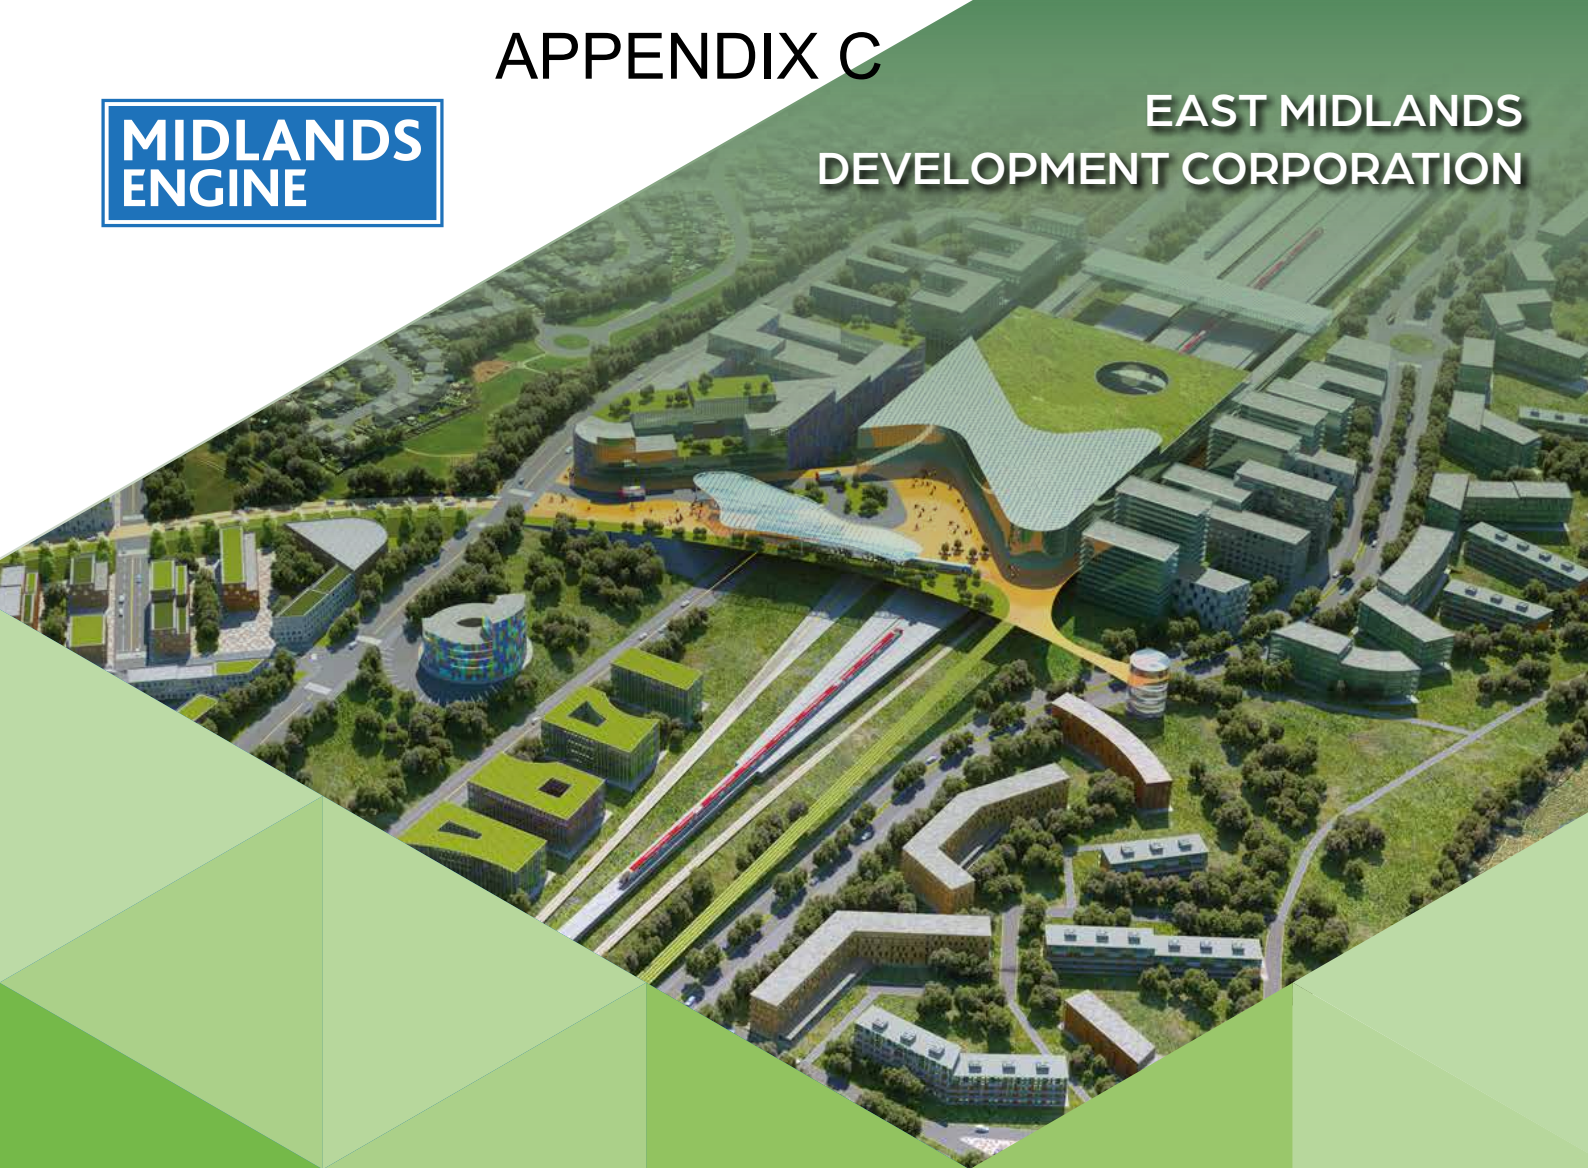 APPENDIX C
MIDLANDS
ENGINE
EAST MIDLANDS
DEVELOPMENT CORPORATION